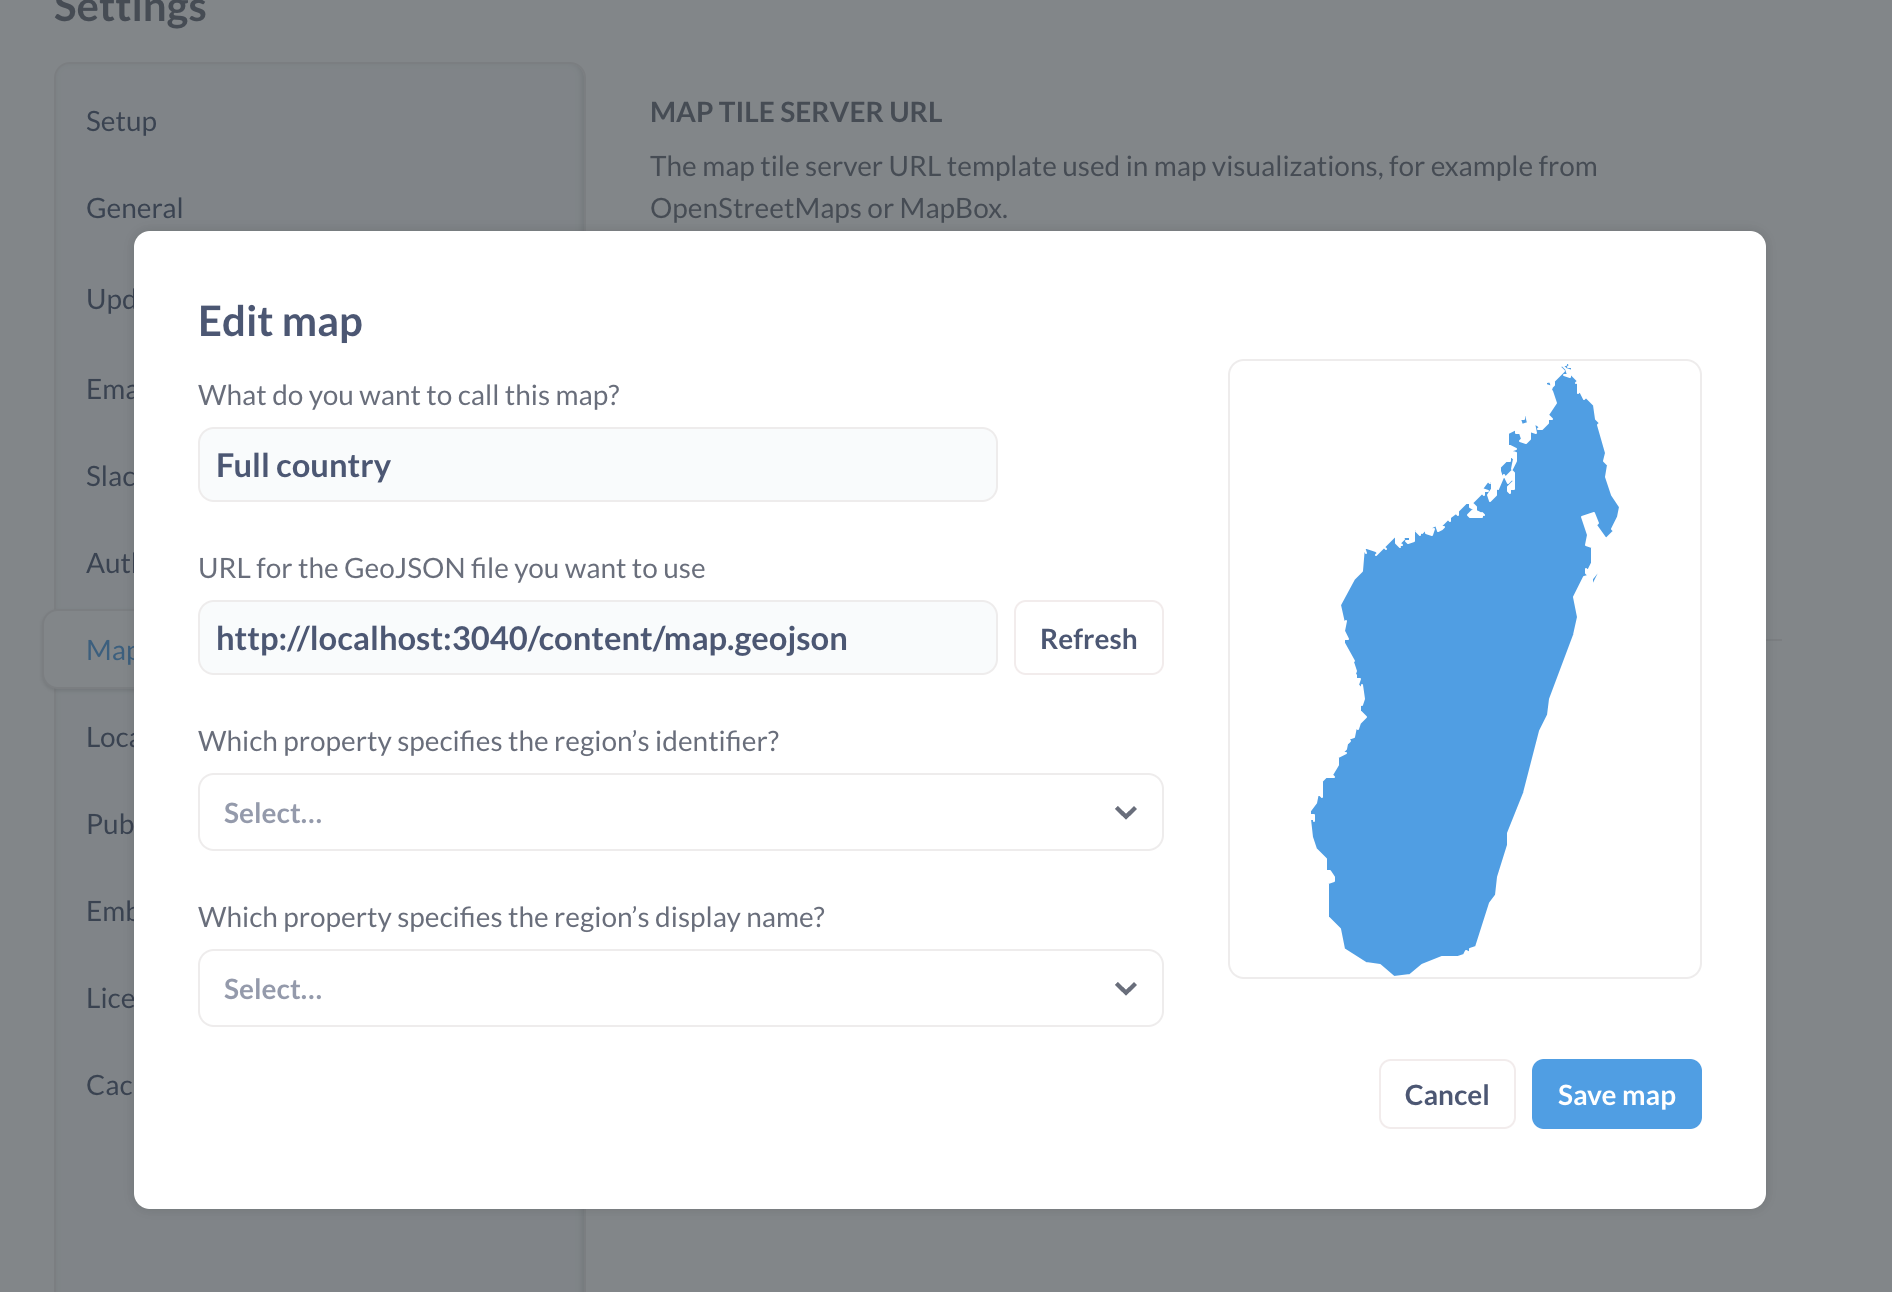 Settings
Setup
General
MAP TILE SERVER URL
The map tile server URL template used in map visualizations, for example from
OpenStreetMaps or MapBox.
Upd
Ema
Slac
Aut
Map
Loca
Pub
Emb
Lice
Cac
Edit map
What do you want to call this map?
Full country
URL for the GeoJSON file you want to use
http://localhost:3040/content/map.geojson
Refresh
Which property specifies the region’s identifier?
Select...
Which property specifies the region’s display name?
Select...
Cancel
Save map